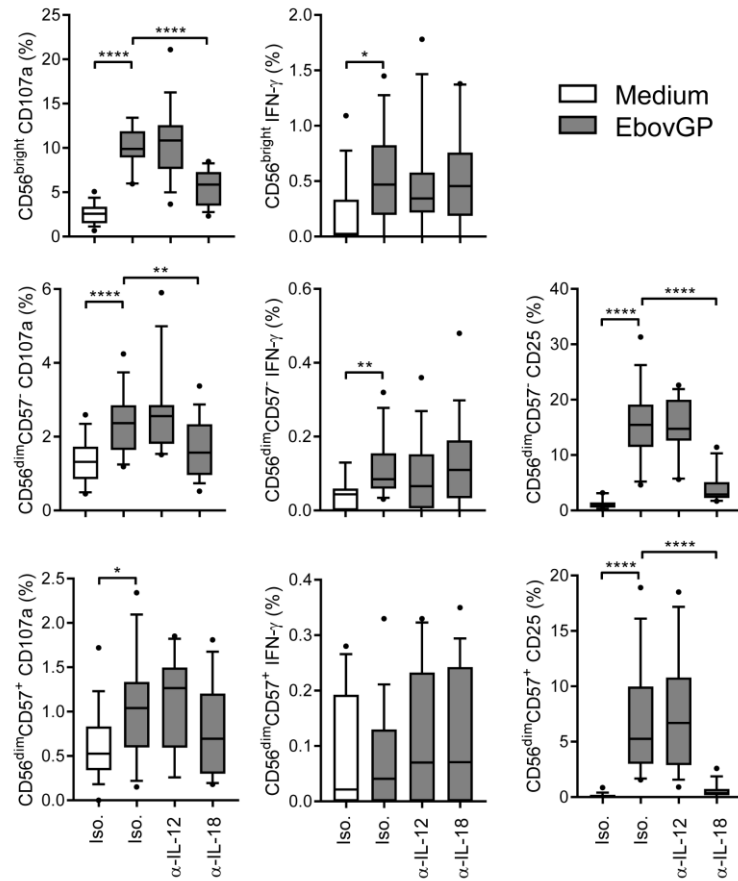 CD56bright CD107a (%)
25
20
15
10
5
0
****
****
CD56bright IFN-γ (%)
2.0
1.5
1.0
0.5
0.0
*
Medium
EbovGP
CD56dimCD57- CD107a (%)
6
4
2
0
****
**
CD56dimCD57- IFN-γ (%)
0.6
0.4
0.2
0.0
**
CD56dimCD57- CD25 (%)
40
30
20
10
0
****
****
CD56dimCD57+ CD107a (%)
2.5
2.0
1.5
1.0
0.5
0.0
*
Iso.
Iso.
α-IL-12
α-IL-18
CD56dimCD57+ IFN-γ (%)
0.4
0.3
0.2
0.1
0.0
Iso.
Iso.
α-IL-12
α-IL-18
CD56dimCD57+ CD25 (%)
20
15
10
5
0
****
****
Iso.
Iso.
α-IL-12
α-IL-18